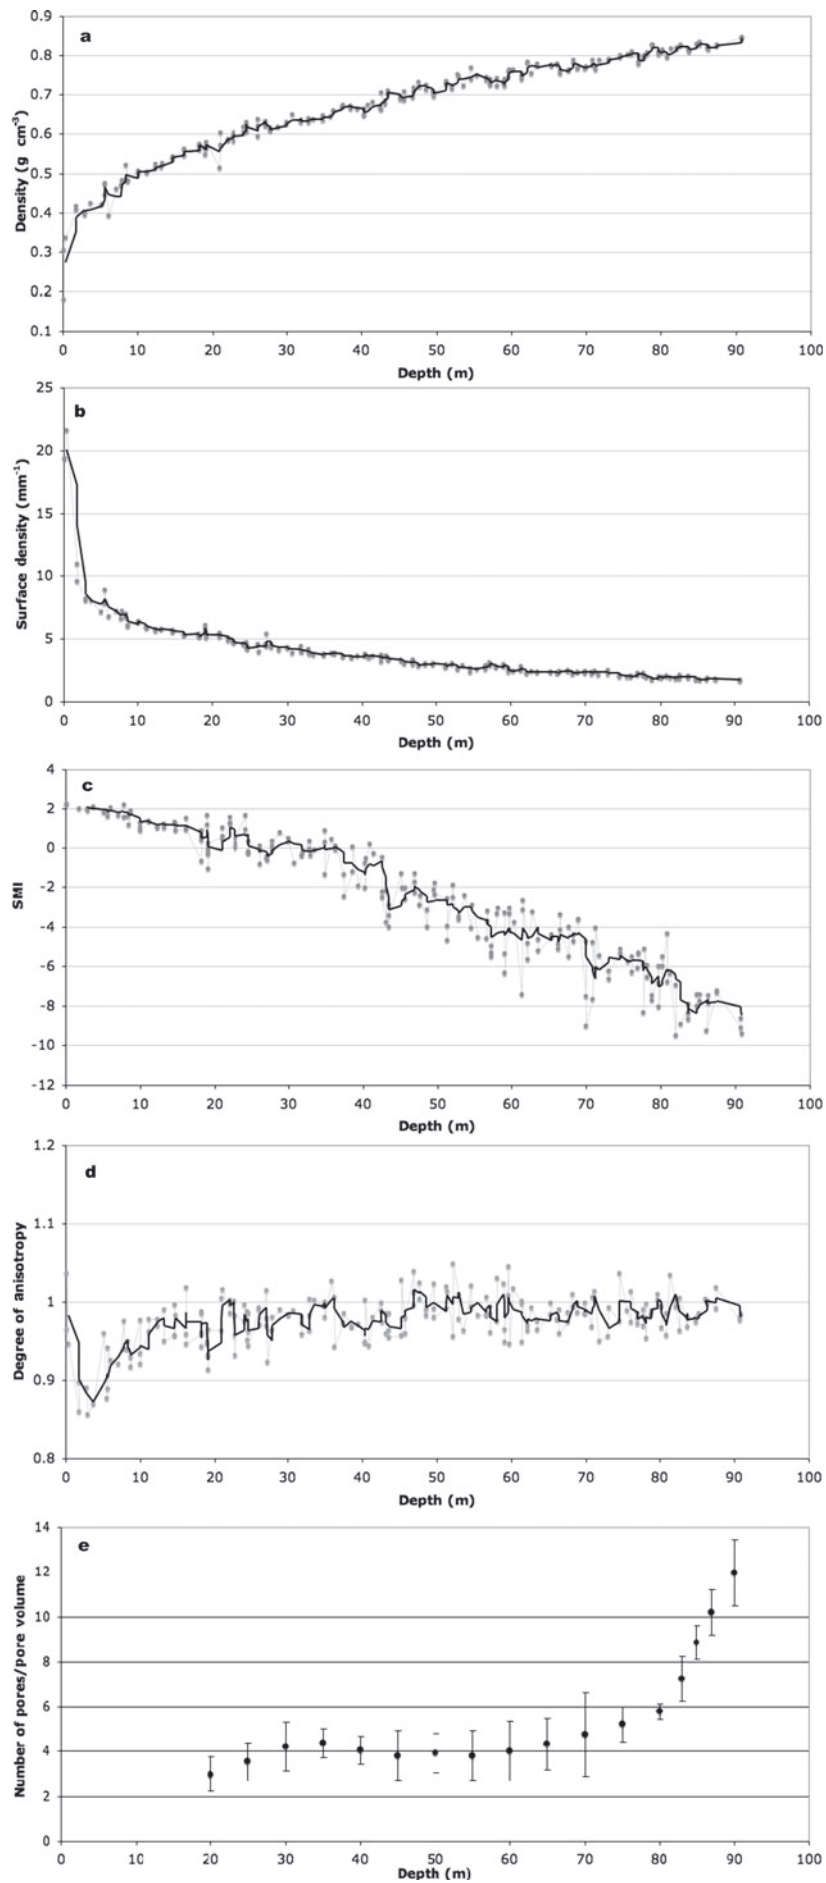 a
0.9
0.8
0.7
0.6
0.5
0.4
0.3
0.2
0.1
Density (g cm-3)
0 10 20 30 40 50 60 70 80 90 100
Depth (m)
b
25
20
15
10
5
0
Surface density (mm-1)
0 10 20 30 40 50 60 70 80 90 100
Depth (m)
c
4
2
0
-2
-4
-6
-8
-10
-12
SMI
0 10 20 30 40 50 60 70 80 90 100
Depth (m)
d
1.2
1.1
1
0.9
0.8
Degree of anisotropy
0 10 20 30 40 50 60 70 80 90 100
Depth (m)
e
14
12
10
8
6
4
2
0
Number of pores/pore volume
0 10 20 30 40 50 60 70 80 90 100
Depth (m)